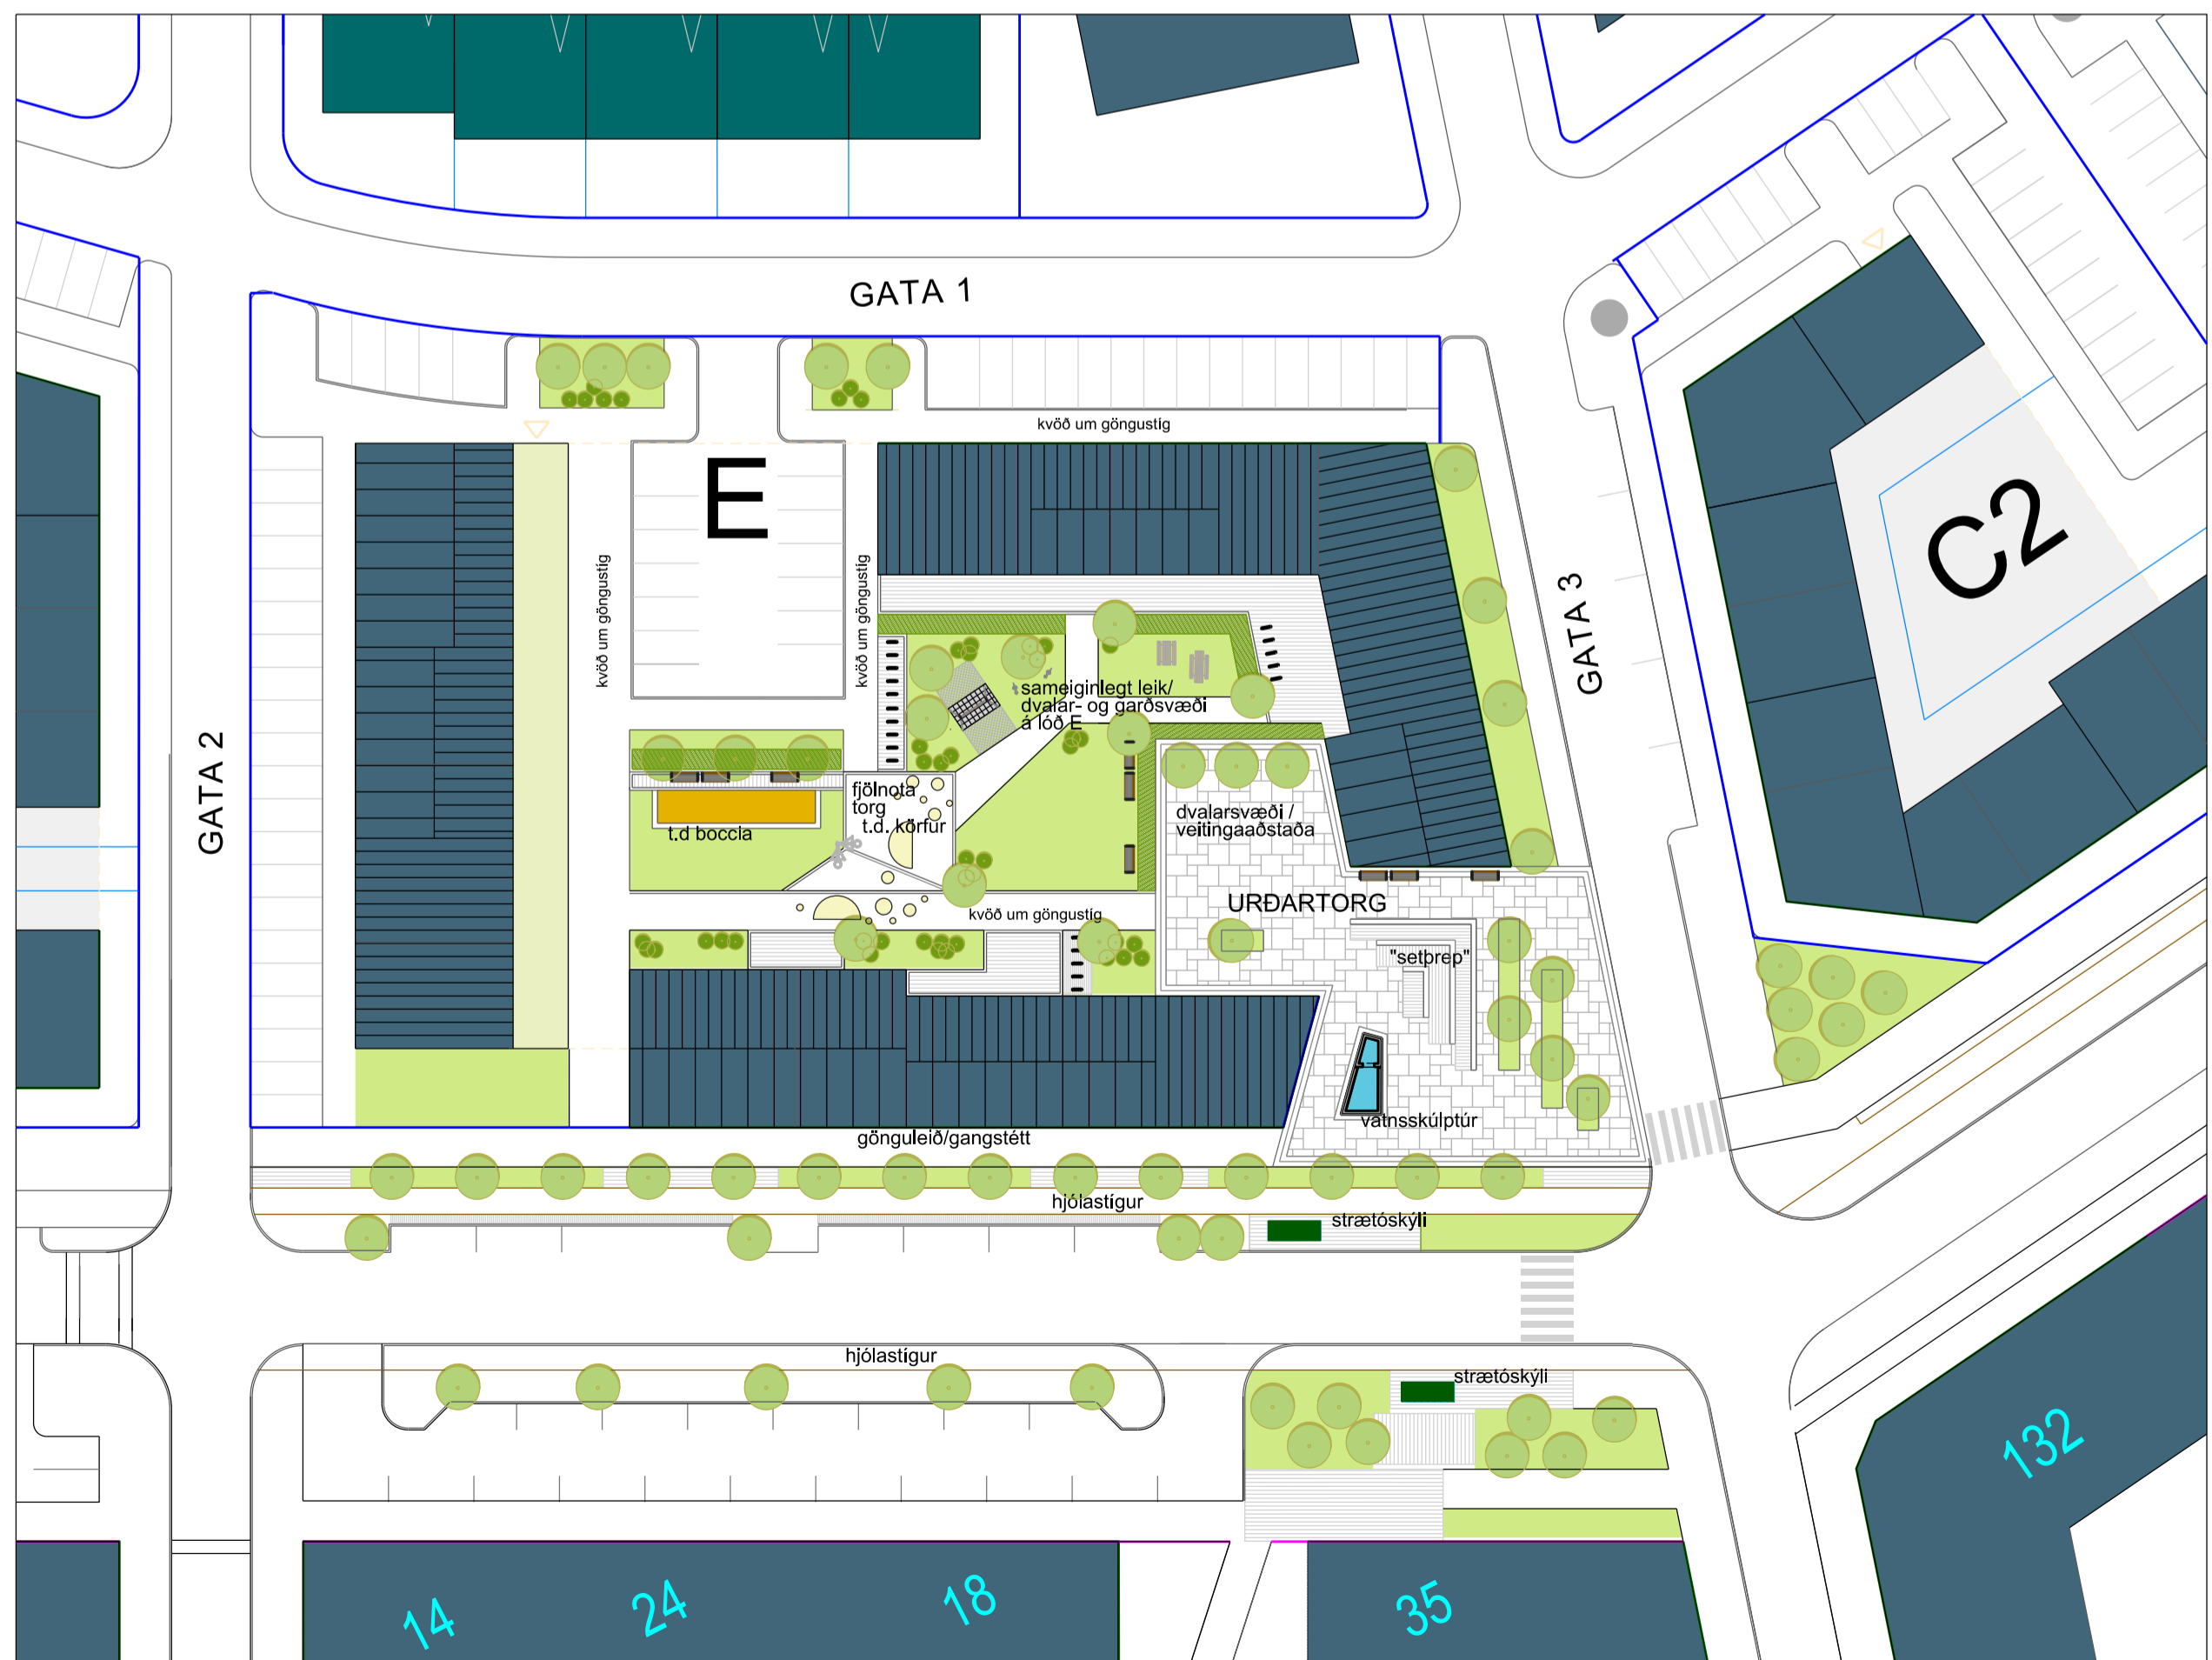 GATA 1
kvöð um göngustíg
E
C2
kvöð um göngustíg
kvöð um göngustíg
GATA 3
sameiginlegt leik/
dvalar- og garðsvæði
á lóð E
GATA 2
fjölnota
torg
t.d. körfur
t.d boccia
dvalarsvæði /
veitingaaðstaða
URÐARTORG
kvöð um göngustíg
"setþrep"
vatnsskúlptúr
gönguleið/gangstétt
hjólastígur
strætóskýli
hjólastígur
strætóskýli
132
14
24
18
35